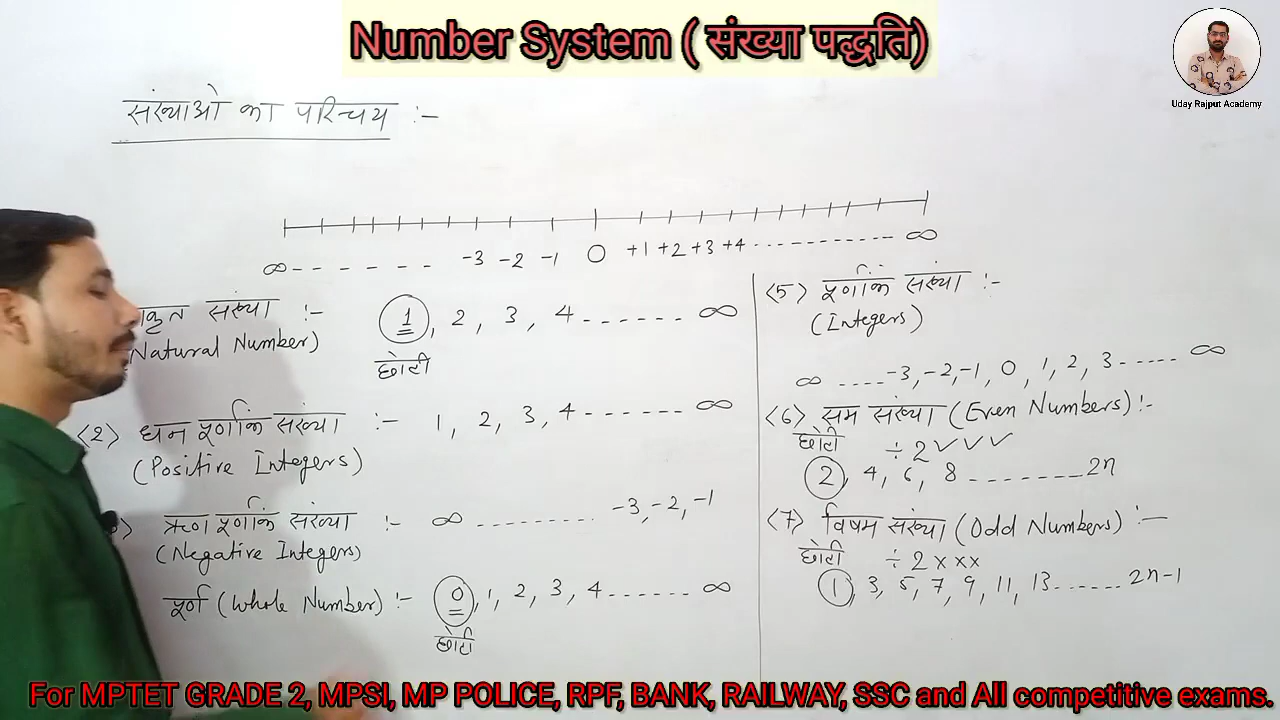 Number System ( संख्या पद्धति)
Uday Rajput Academy
संख्याओ का परिचय :-
∞- - - - - - -3 -2 -1 0 +1 +2 +3 +4 ------------ ∞
संख्या :- 1, 2, 3, 4------ ∞
Natural Number)
छोटी
<2> धन पूर्णांक संख्या :- 1, 2, 3, 4------ ∞
(Positive Integers)
ऋण पूर्णांक संख्या :- ∞ ---------- -3,-2,-1
(Negative Integers)
पूर्ण (Whole Number) :- 0, 1, 2, 3, 4------ ∞
छोटी
<5> पूर्णांक संख्या :-
(Integers)
∞ ----- -3,-2,-1, 0, 1, 2, 3----- ∞
<6> सम संख्या (Even Numbers) :-
छोटी ÷ 2 ✓ ✓ ✓
2, 4, 6, 8 --------- 2n
<7> विषम संख्या (Odd Numbers) :-
छोटी ÷ 2 x x x
1, 3, 5, 7, 9, 11, 13------ 2n-1
For MPTET GRADE 2, MPSI, MP POLICE, RPF, BANK, RAILWAY, SSC and All competitive exams.